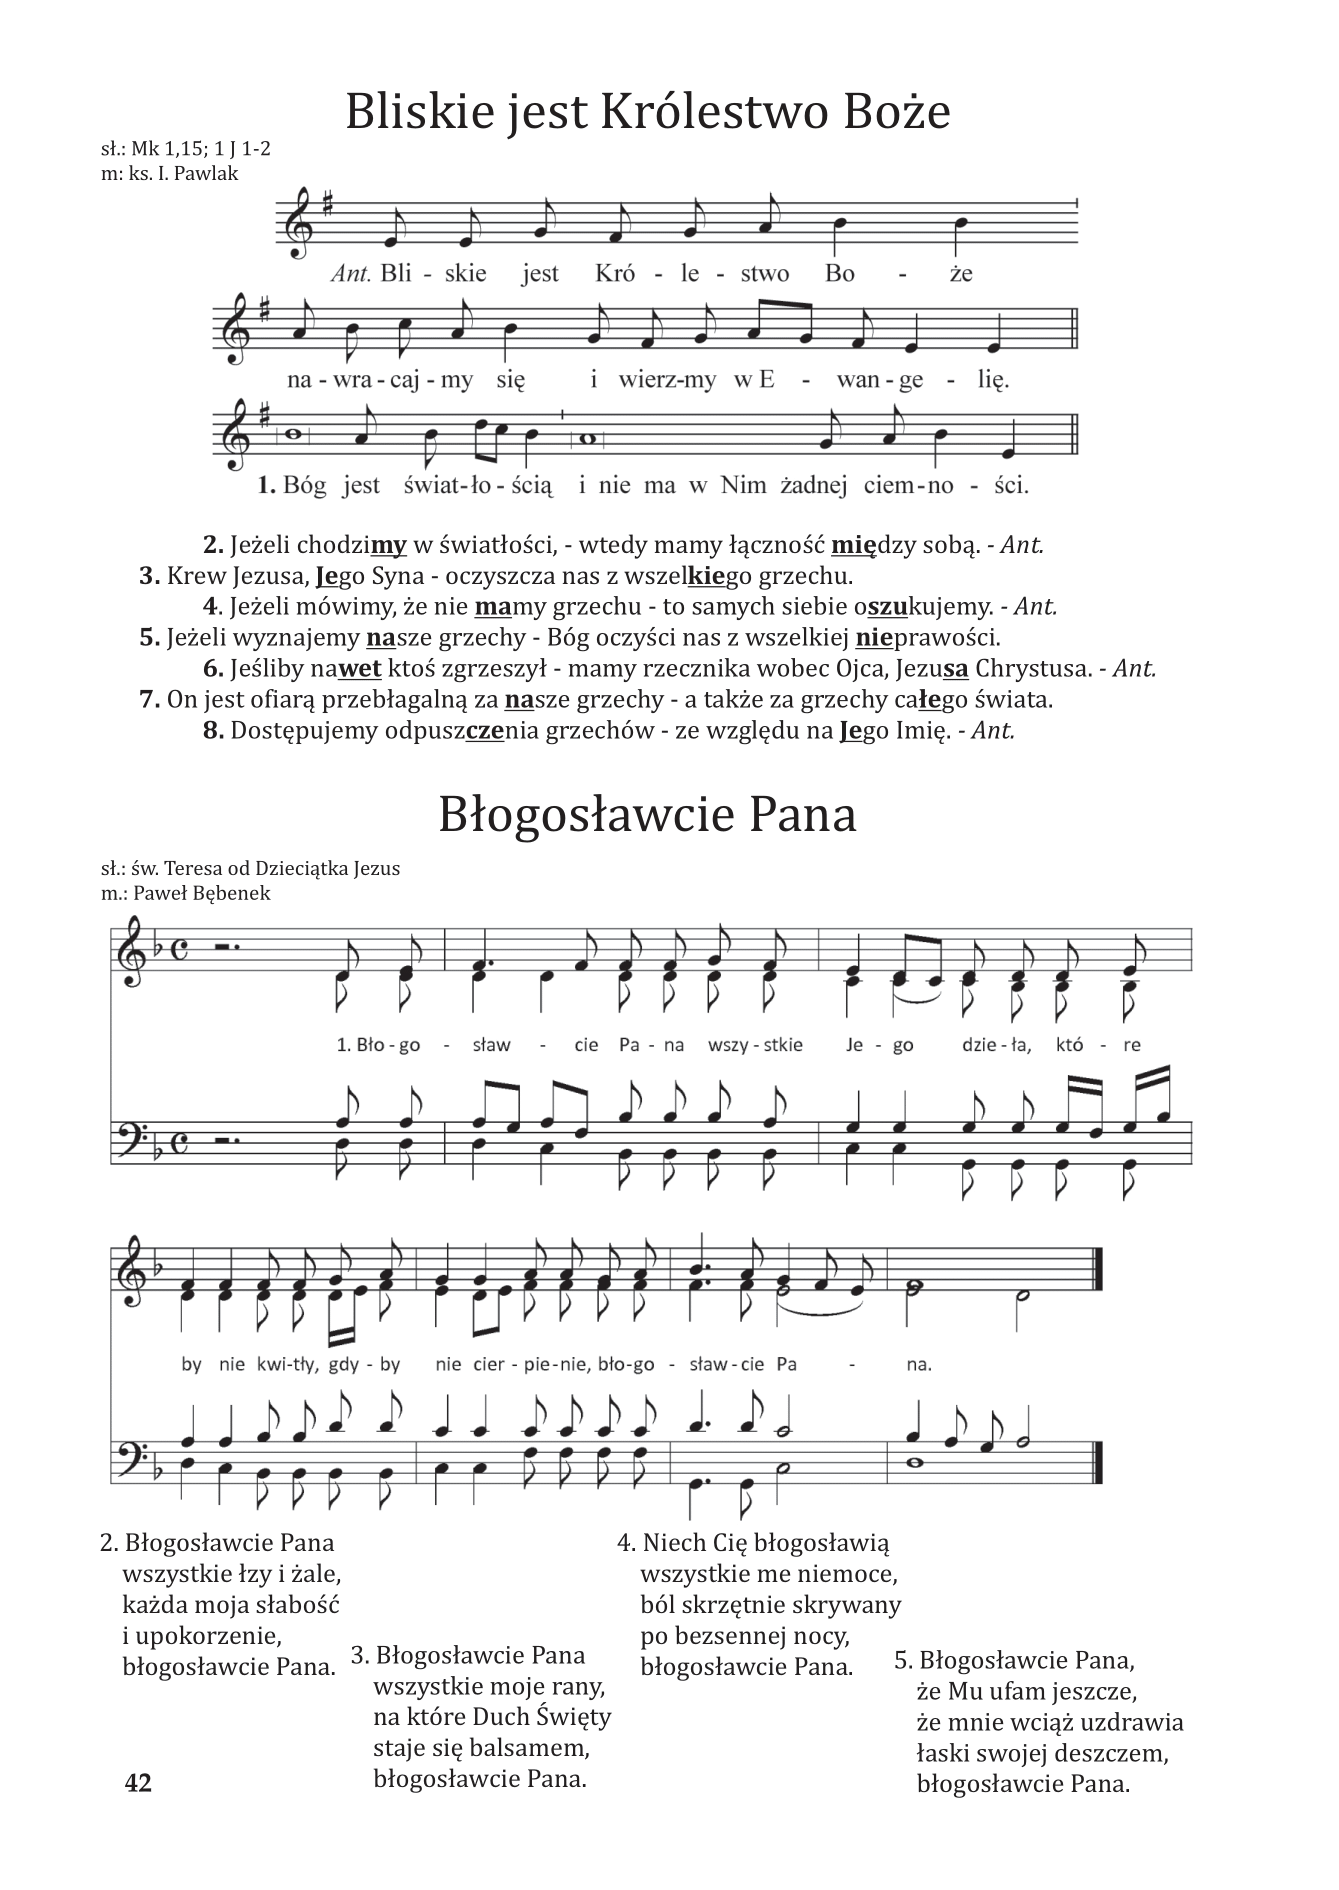 Bliskie jest Królestwo Boże
sł.: Mk 1,15; 1 J 1-2
m: ks. I. Pawlak
Ant. Bli - skie jest Kró - le - stwo Bo - że
na - wra - caj - my się i wierz-my w E - wan - ge - lię.
1. Bóg jest świat-ło - ścią i nie ma w Nim żadnej ciem-no - ści.
2. Jeżeli chodzimy w światłości, - wtedy mamy łączność między sobą. - Ant.
3. Krew Jezusa, Jego Syna - oczyszcza nas z wszelkiego grzechu.
4. Jeżeli mówimy, że nie mamy grzechu - to samych siebie oszukujemy. - Ant.
5. Jeżeli wyznajemy nasze grzechy - Bóg oczyści nas z wszelkiej nieprawości.
6. Jeśliby nawet ktoś zgrzeszył - mamy rzecznika wobec Ojca, Jezusa Chrystusa. - Ant.
7. On jest ofiarą przebłagalną za nasze grzechy - a także za grzechy całego świata.
8. Dostępujemy odpuszczenia grzechów - ze względu na Jego Imię. - Ant.
Błogosławcie Pana
sł.: św. Teresa od Dzieciątka Jezus
m.: Paweł Bębenek
1. Bło - go - sław - cie Pa - na wszy - stkie Je - go dzie - ła, któ - re
by nie kwi-tły, gdy - by nie cier - pie-nie, bło-go - sław - cie Pa - na.
2. Błogosławcie Pana
wszystkie łzy i żale,
każda moja słabość
i upokorzenie,
błogosławcie Pana.
3. Błogosławcie Pana
wszystkie moje rany,
na które Duch Święty
staje się balsamem,
błogosławcie Pana.
4. Niech Cię błogosławią
wszystkie me niemoce,
ból skrzętnie skrywany
po bezsennej nocy,
błogosławcie Pana.
5. Błogosławcie Pana,
że Mu ufam jeszcze,
że mnie wciąż uzdrawia
łaski swojej deszczem,
błogosławcie Pana.
42